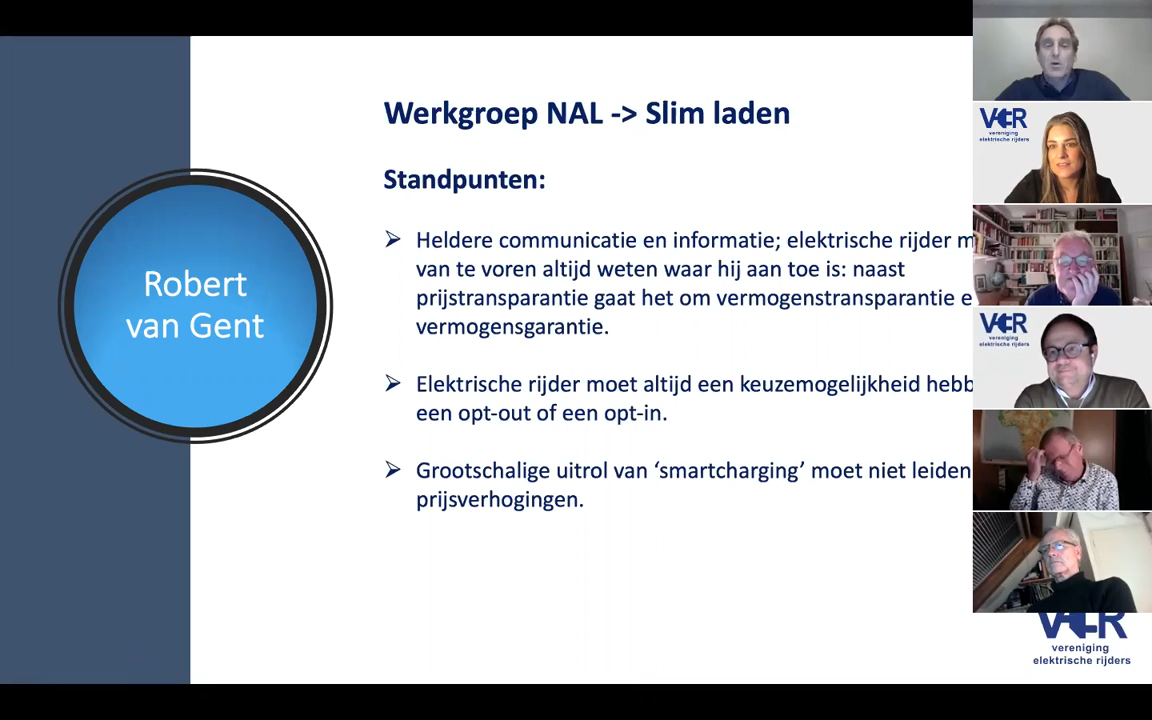 Werkgroep NAL -> Slim laden
Standpunten:
Robert
van Gent
➢ Heldere communicatie en informatie; elektrische rijder
van te voren altijd weten waar hij aan toe is: naast
prijstransparantie gaat het om vermogenstransparantie
vermogensgarantie.
➢ Elektrische rijder moet altijd een keuzemogelijkheid
een opt-out of een opt-in.
➢ Grootschalige uitrol van ‘smartcharging’ moet niet leiden
prijsverhogingen.
VER
vereniging
elektrische rijders
VER
vereniging
elektrische rijders
VER
vereniging
elektrische rijders